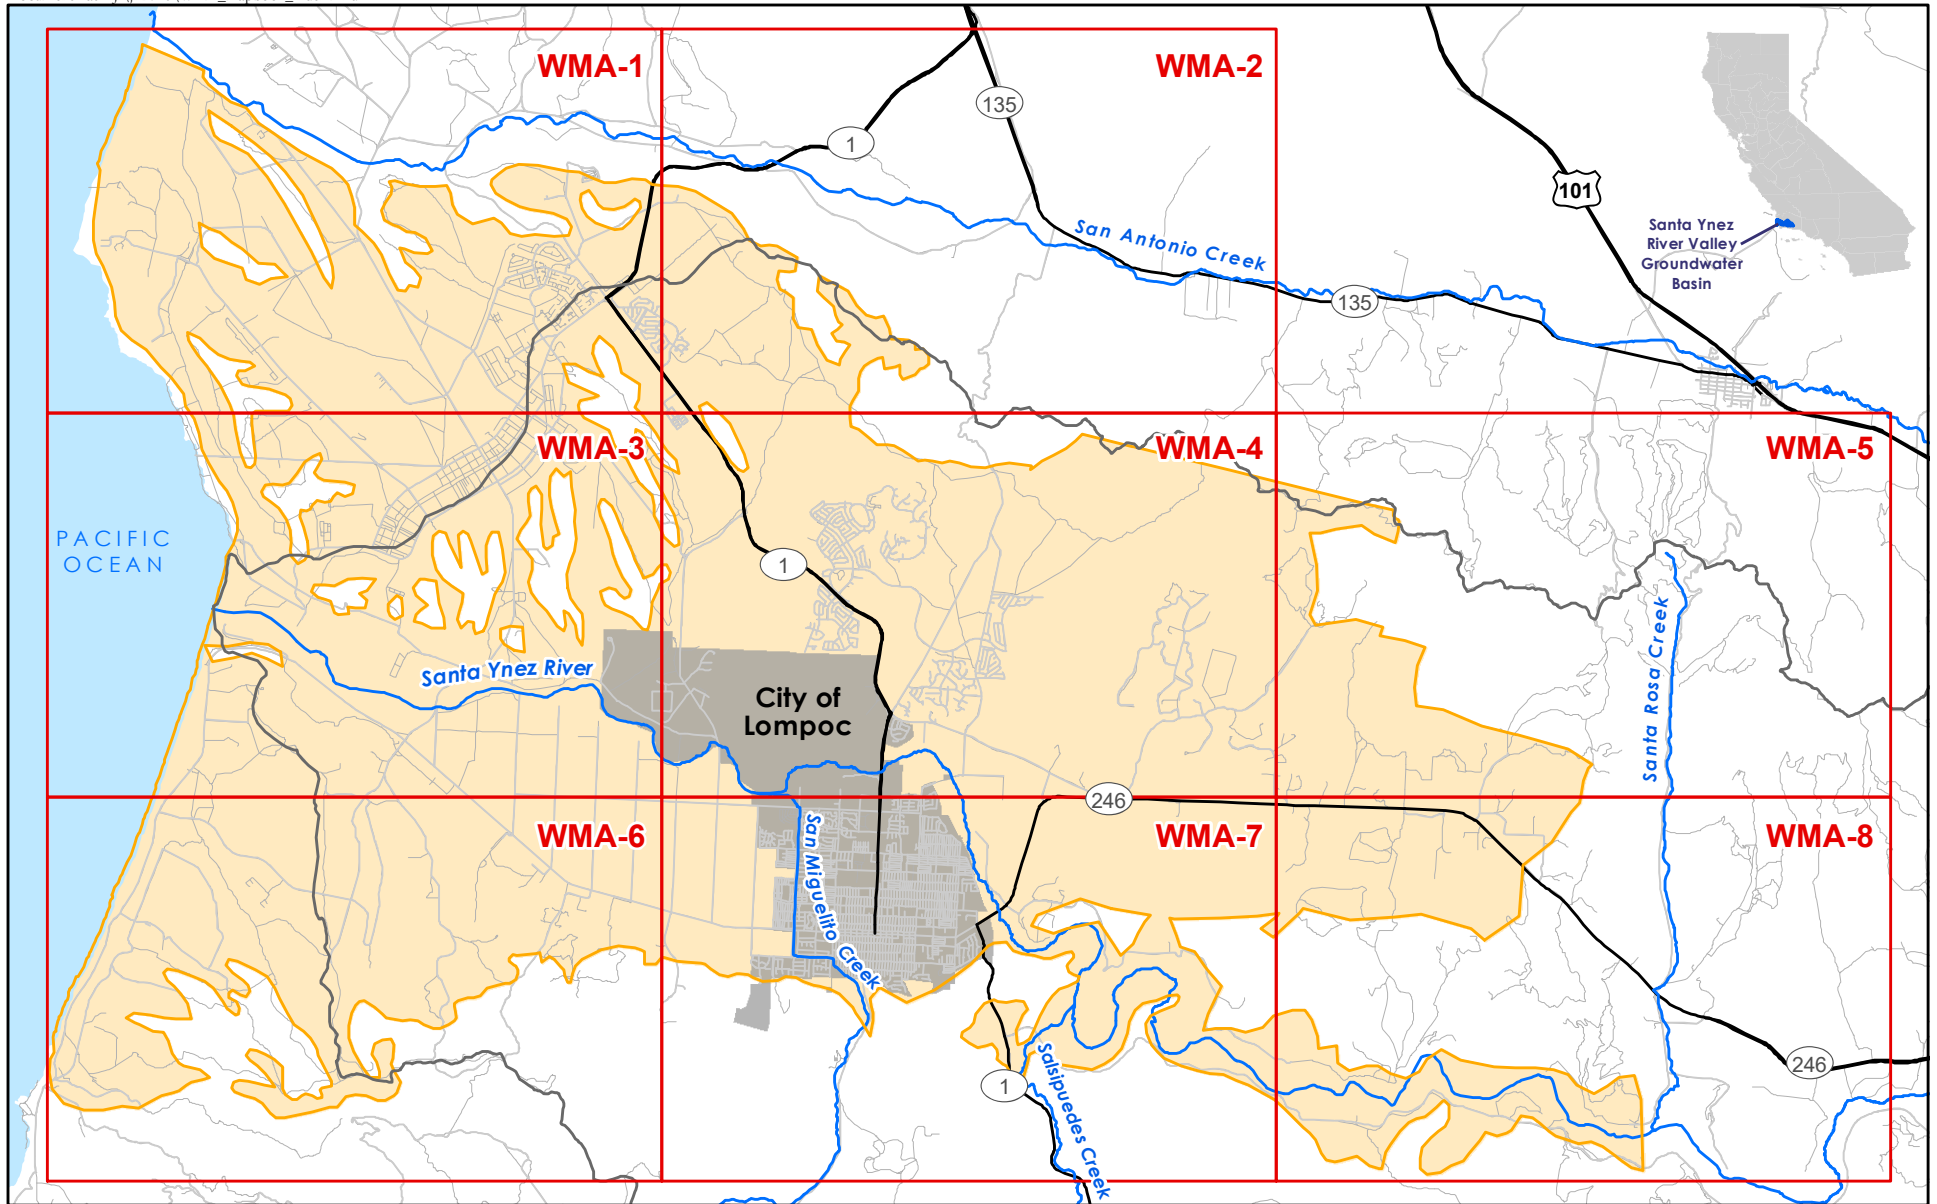 WMA-1
WMA-2
135
1
101
Santa Ynez
River Valley
Groundwater
Basin
San Antonio Creek
135
WMA-3
WMA-4
WMA-5
PACIFIC
OCEAN
1
Santa Rosa Creek
Santa Ynez River
City of
Lompoc
246
WMA-6
WMA-7
WMA-8
San Miguelito Creek
246
1
Salsipuedes Creek